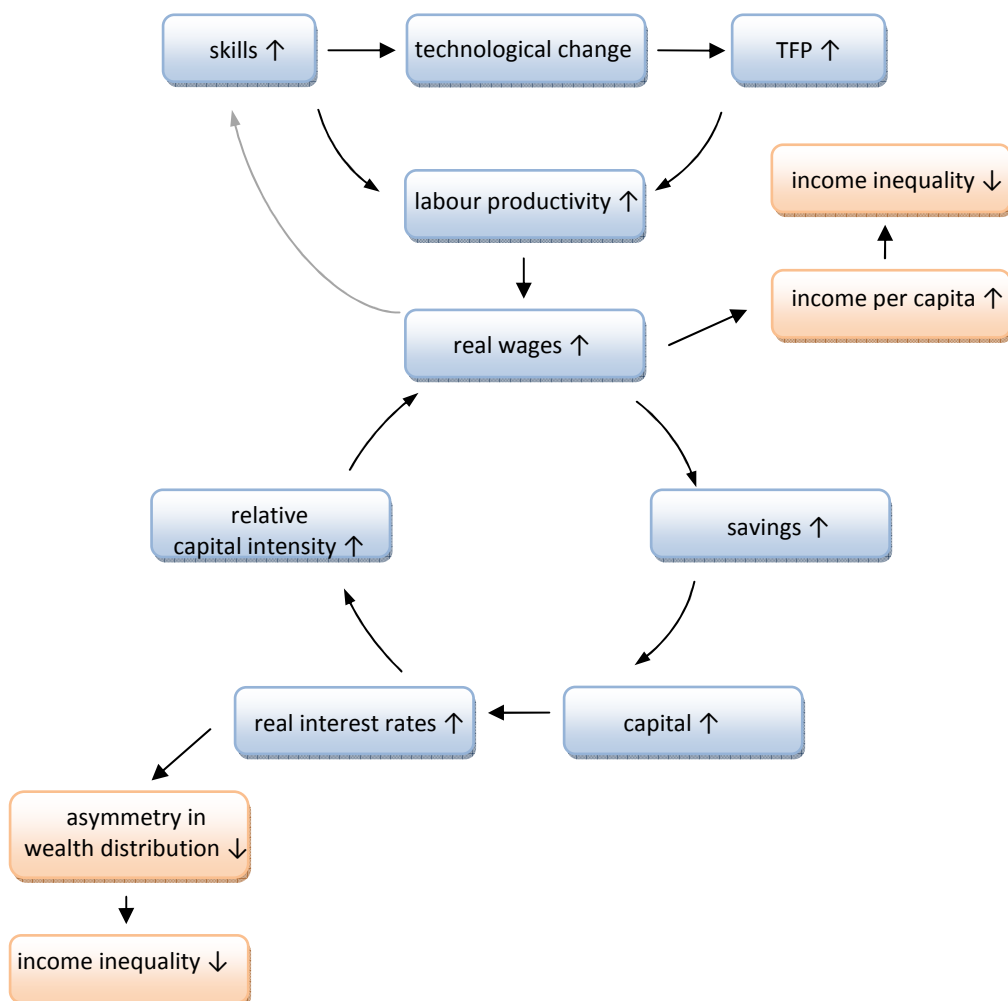 skills ↑
technological change
TFP ↑
income inequality ↓
labour productivity ↑
income per capita ↑
real wages ↑
relative
capital intensity ↑
savings ↑
real interest rates ↑
capital ↑
asymmetry in
wealth distribution ↓
income inequality ↓